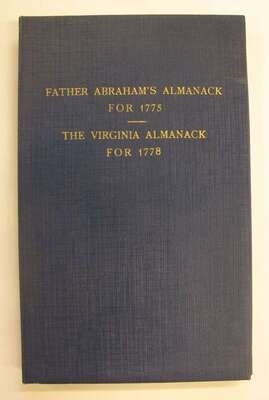 FATHER ABRAHAM'S ALMANACK
FOR 1775
THE VIRGINIA ALMANACK
FOR 1778